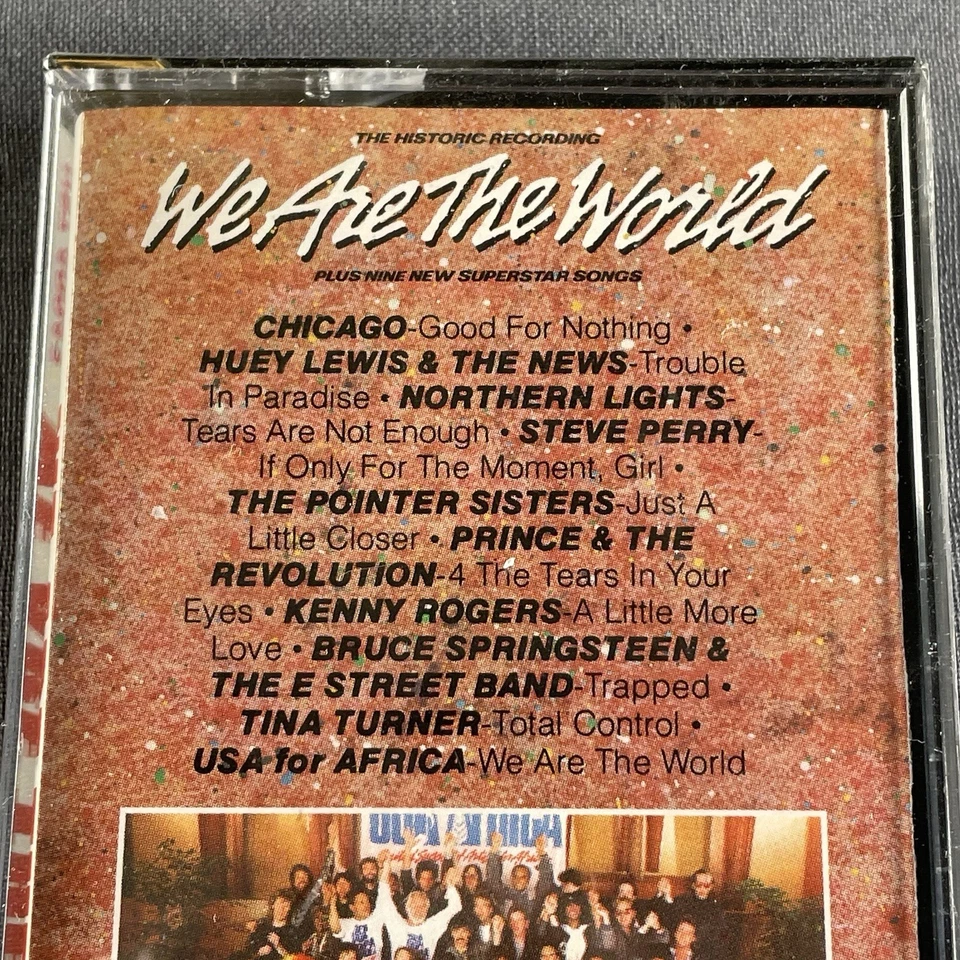 THE HISTORIC RECORDING
We Are The World
PLUS NINE NEW SUPERSTAR SONGS
CHICAGO-Good For Nothing •
HUEY LEWIS & THE NEWS-Trouble
In Paradise • NORTHERN LIGHTS-
Tears Are Not Enough • STEVE PERRY-
If Only For The Moment, Girl •
THE POINTER SISTERS-Just A
Little Closer • PRINCE & THE
REVOLUTION-4 The Tears In Your
Eyes • KENNY ROGERS-A Little More
Love • BRUCE SPRINGSTEEN &
THE E STREET BAND-Trapped •
TINA TURNER-Total Control •
USA for AFRICA-We Are The World